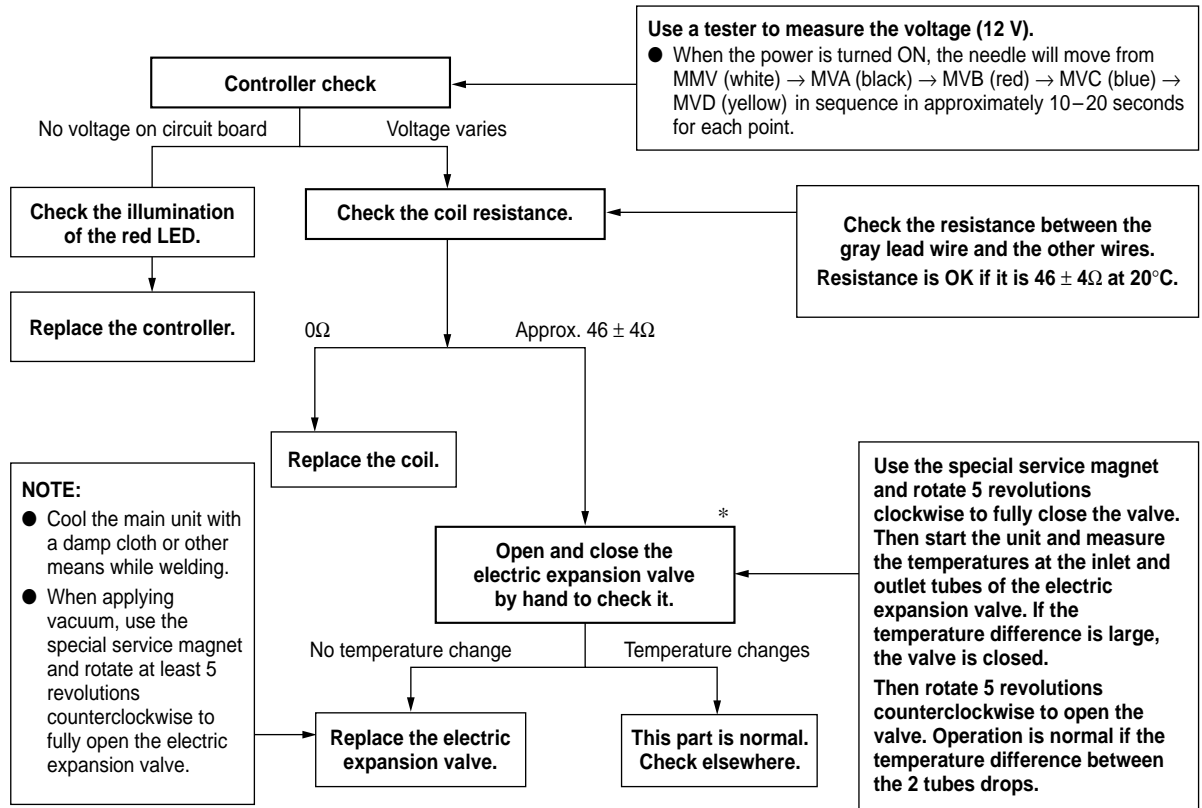 Use a tester to measure the voltage (12 V).
● When the power is turned ON, the needle will move from
MMV (white) → MVA (black) → MVB (red) → MVC (blue) →
MVD (yellow) in sequence in approximately 10–20 seconds
for each point.
Controller check
No voltage on circuit board
Voltage varies
Check the illumination
of the red LED.
Check the coil resistance.
Check the resistance between the
gray lead wire and the other wires.
Resistance is OK if it is 46 ± 4Ω at 20°C.
Replace the controller.
0Ω
Approx. 46 ± 4Ω
Replace the coil.
NOTE:
● Cool the main unit with
a damp cloth or other
means while welding.
● When applying
vacuum, use the
special service magnet
and rotate at least 5
revolutions
counterclockwise to
fully open the electric
expansion valve.
*
Open and close the
electric expansion valve
by hand to check it.
Use the special service magnet
and rotate 5 revolutions
clockwise to fully close the valve.
Then start the unit and measure
the temperatures at the inlet and
outlet tubes of the electric
expansion valve. If the
temperature difference is large,
the valve is closed.
Then rotate 5 revolutions
counterclockwise to open the
valve. Operation is normal if the
temperature difference between
the 2 tubes drops.
No temperature change
Temperature changes
Replace the electric
expansion valve.
This part is normal.
Check elsewhere.